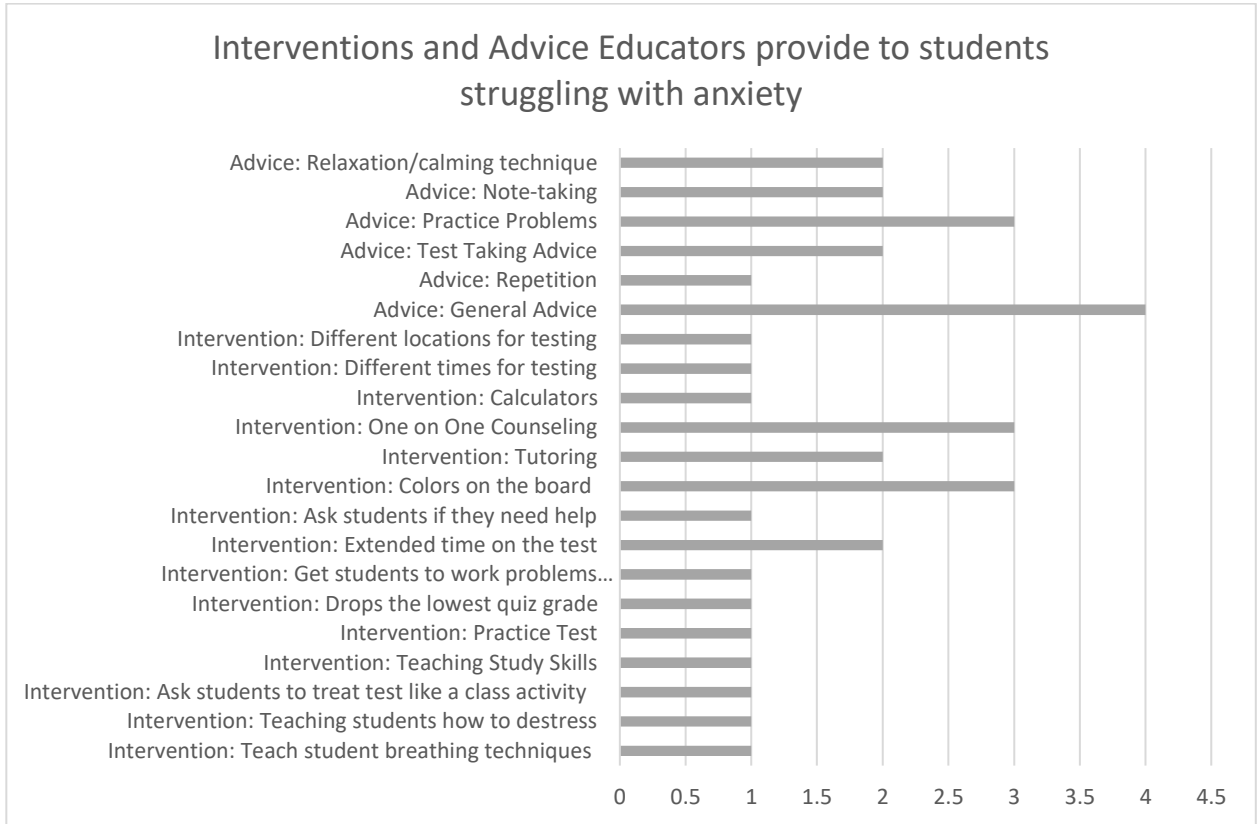 Interventions and Advice Educators provide to students
struggling with anxiety
Advice: Relaxation/calming technique
Advice: Note-taking
Advice: Practice Problems
Advice: Test Taking Advice
Advice: Repetition
Advice: General Advice
Intervention: Different locations for testing
Intervention: Different times for testing
Intervention: Calculators
Intervention: One on One Counseling
Intervention: Tutoring
Intervention: Colors on the board
Intervention: Ask students if they need help
Intervention: Extended time on the test
Intervention: Get students to work problems...
Intervention: Drops the lowest quiz grade
Intervention: Practice Test
Intervention: Teaching Study Skills
Intervention: Ask students to treat test like a class activity
Intervention: Teaching students how to destress
Intervention: Teach student breathing techniques
0 0.5 1 1.5 2 2.5 3 3.5 4 4.5